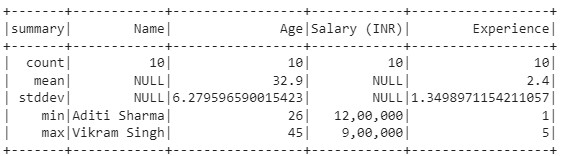 +-------+------------+-----------------+------------+------------------+
|summary|        Name|              Age|Salary (INR)|        Experience|
+-------+------------+-----------------+------------+------------------+
|  count|          10|               10|          10|                10|
|   mean|        NULL|             32.9|        NULL|               2.4|
| stddev|        NULL|6.279596590015423|        NULL|1.3498971154211057|
|    min|Aditi Sharma|               26|   12,00,000|                 1|
|    max|Vikram Singh|               45|    9,00,000|                 5|
+-------+------------+-----------------+------------+------------------+